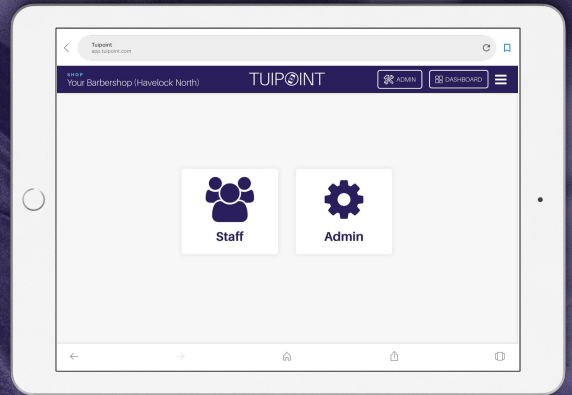 Tuipoint
app.tuipoint.com
SHOP
Your Barbershop (Havelock North)
TUIPOINT
ADMIN
DASHBOARD
Staff
Admin